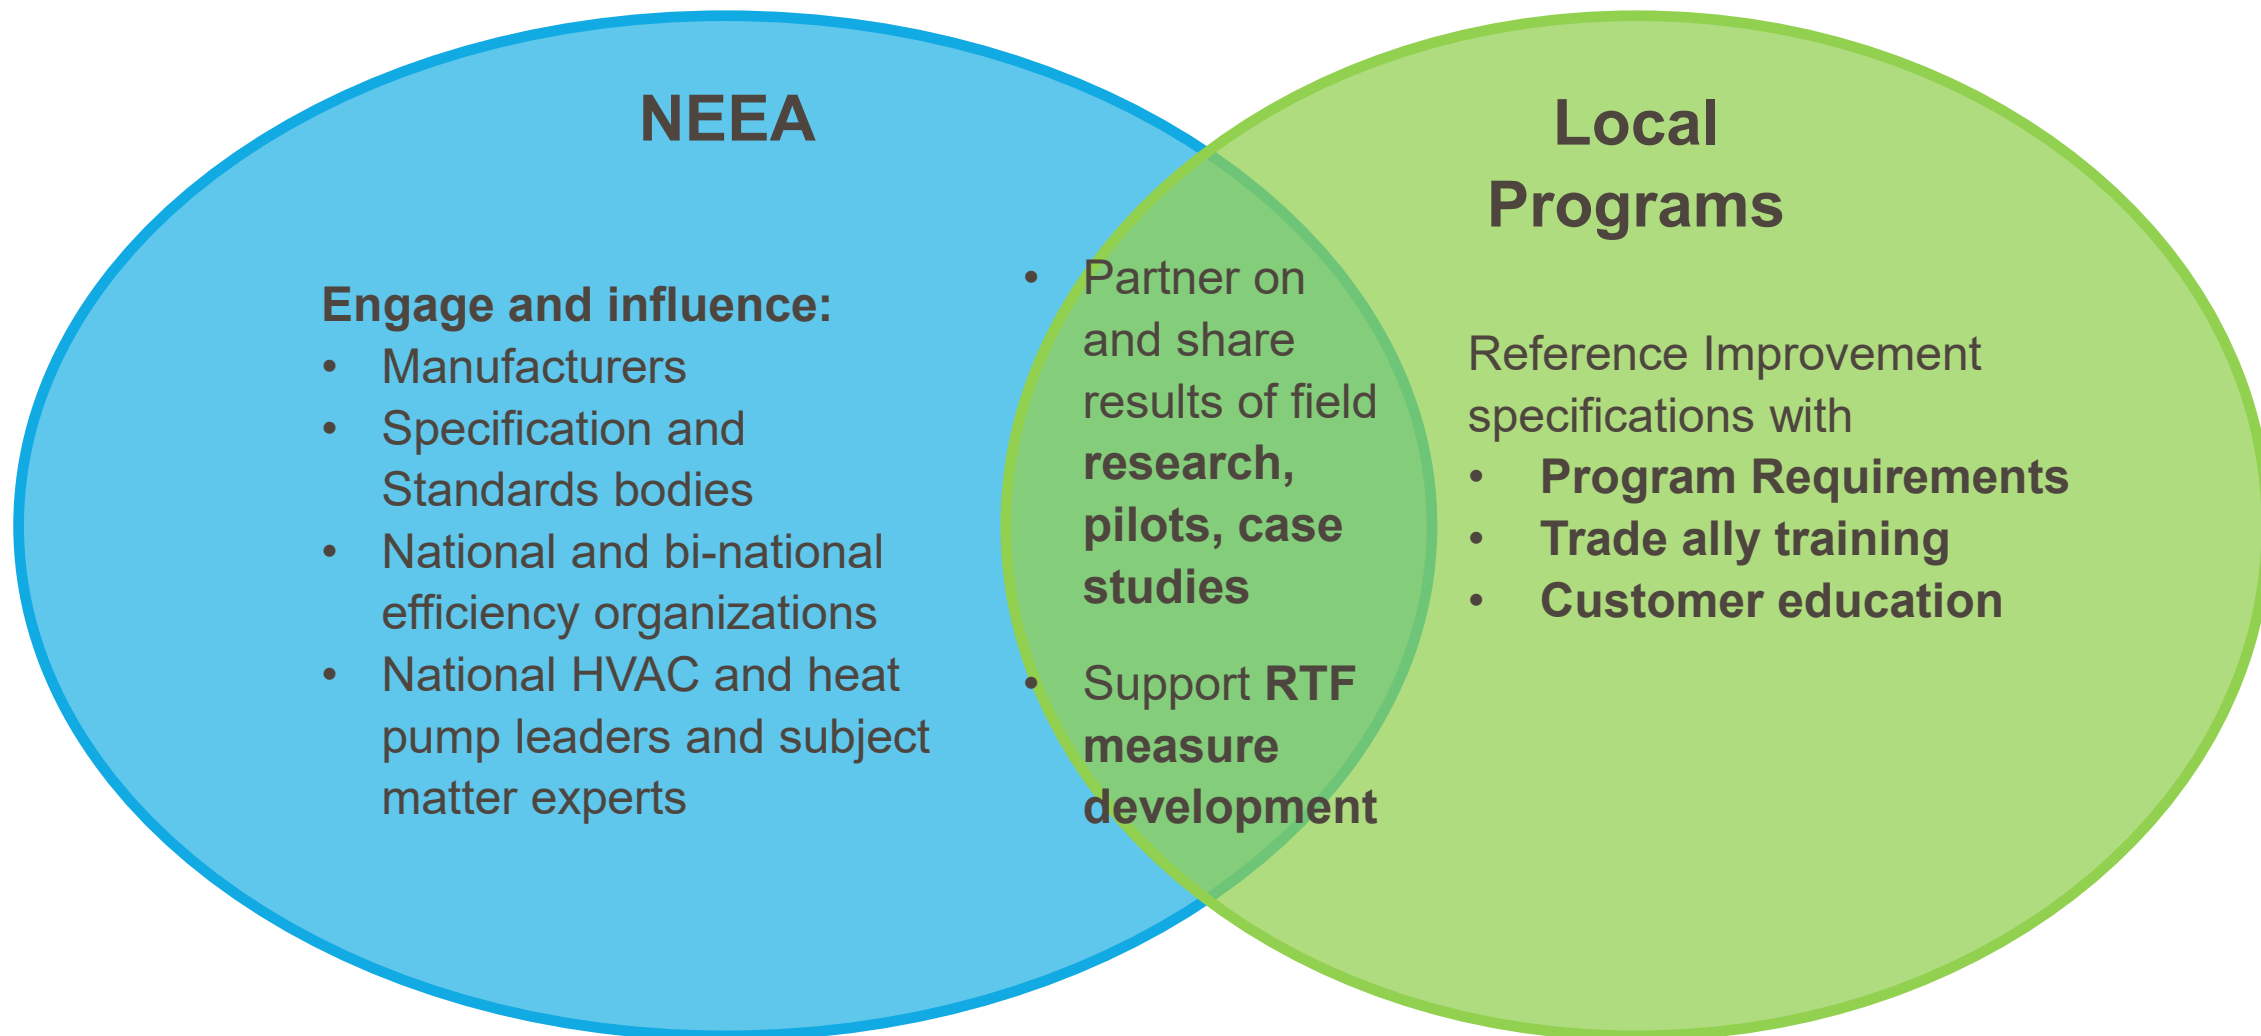 NEEA
Engage and influence:
• Manufacturers
• Specification and
Standards bodies
• National and bi-national
efficiency organizations
• National HVAC and heat
pump leaders and subject
matter experts
• Partner on
and share
results of field
research,
pilots, case
studies
• Support RTF
measure
development
Local
Programs
Reference Improvement
specifications with
• Program Requirements
• Trade ally training
• Customer education